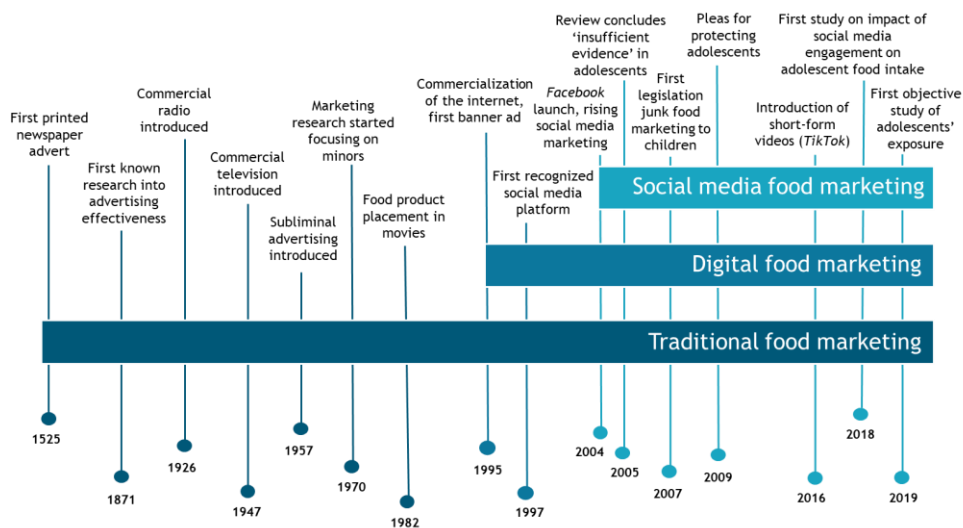 First printed
newspaper
advert
First known
research into
advertising
effectiveness
Commercial
radio
introduced
Commercial
television
introduced
Subliminal
advertising
introduced
Marketing
research started
focusing on
minors
Food product
placement in
movies
Commercialization
of the internet,
first banner ad
First recognized
social media
platform
Facebook
launch, rising
social media
marketing
Review concludes
‘insufficient
evidence’ in
adolescents
First
legislation
junk food
marketing to
children
Pleas for
protecting
adolescents
Introduction of
short-form
videos (TikTok)
First study on impact of
social media
engagement on
adolescent food intake
First objective
study of
adolescents’
exposure
Social media food marketing
Digital food marketing
Traditional food marketing
1525
1871
1926
1947
1957
1970
1982
1995
1997
2004
2005
2007
2009
2016
2018
2019